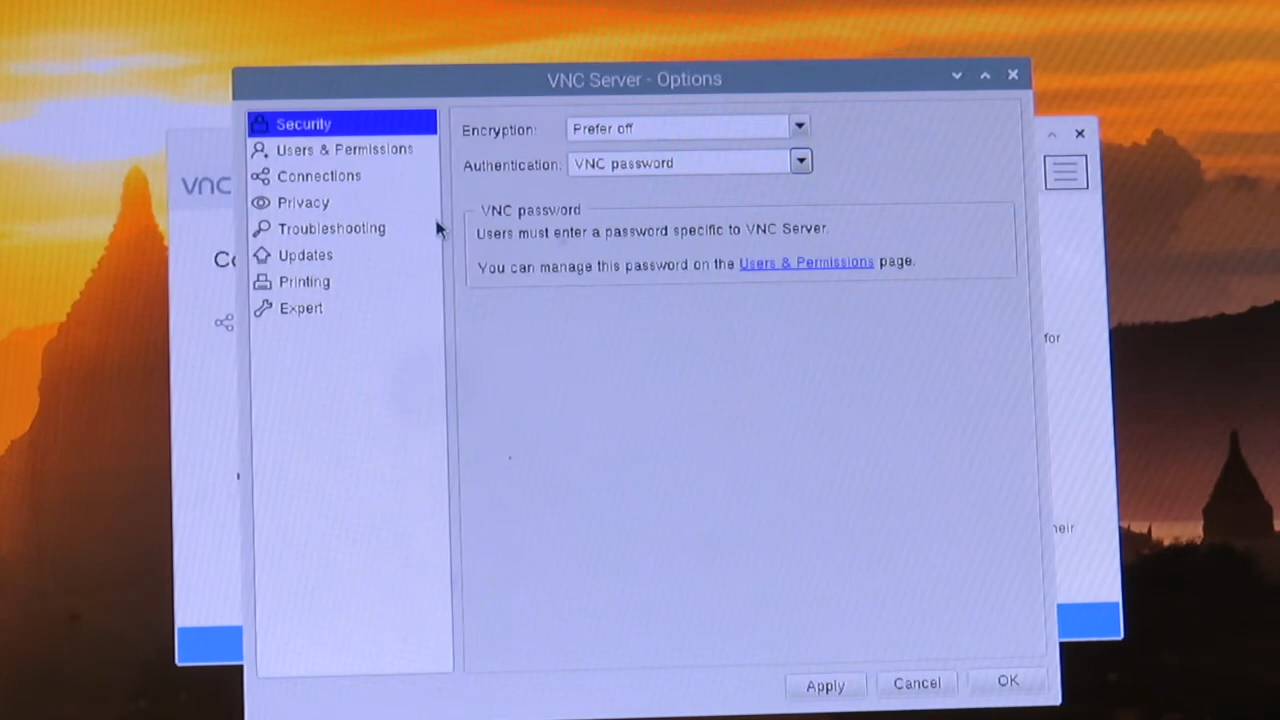 VNC Server - Options
Security
Users & Permissions
Connections
Privacy
Troubleshooting
Updates
Printing
Expert
Encryption: Prefer off
Authentication: VNC password
VNC password
Users must enter a password specific to VNC Server.
You can manage this password on the Users & Permissions page.
Apply Cancel OK
vnc
for